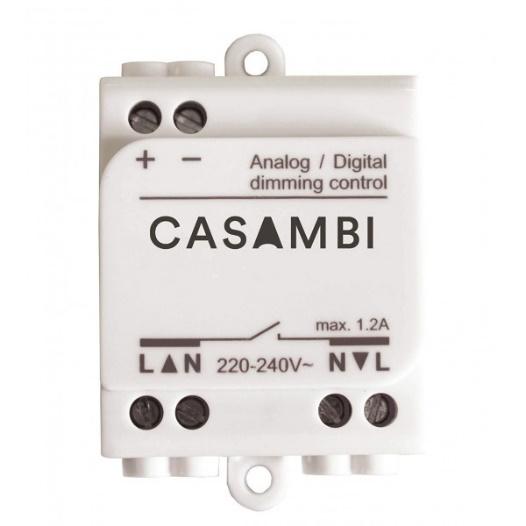 + −
Analog / Digital
dimming control
CASAMBI
max. 1.2A
L▲N 220-240V~ N▼L